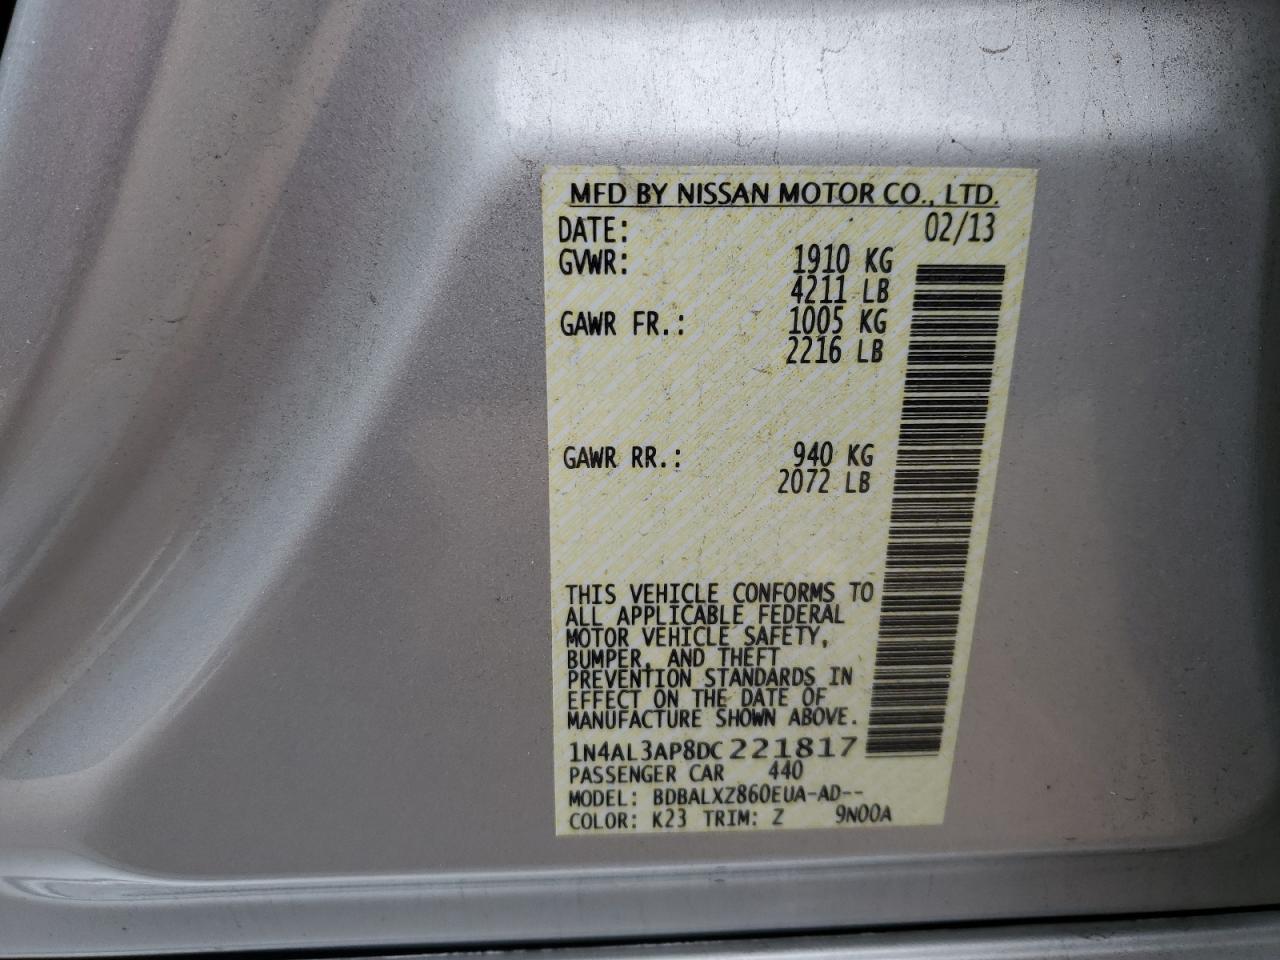 MFD BY NISSAN MOTOR CO., LTD.
DATE: 02/13
GVWR: 1910 KG
4211 LB
GAWR FR.: 1005 KG
2216 LB
GAWR RR.: 940 KG
2072 LB
THIS VEHICLE CONFORMS TO
ALL APPLICABLE FEDERAL
MOTOR VEHICLE SAFETY,
BUMPER, AND THEFT
PREVENTION STANDARDS IN
EFFECT ON THE DATE OF
MANUFACTURE SHOWN ABOVE.
1N4AL3AP8DC221817
PASSENGER CAR 440
MODEL: BDBALXZ860EUA-AD--
COLOR: K23 TRIM: Z 9N00A